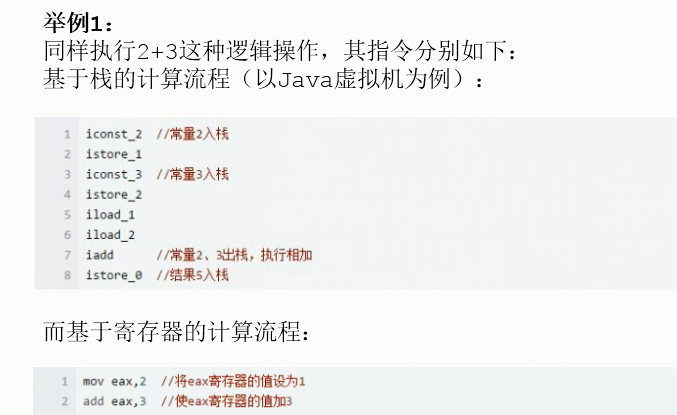 举例1：
同样执行2+3这种逻辑操作，其指令分别如下：
基于栈的计算流程（以Java虚拟机为例）：
1 iconst_2 //常量2入栈
2 istore_1
3 iconst_3 //常量3入栈
4 istore_2
5 iload_1
6 iload_2
7 iadd //常量2、3出栈，执行相加
8 istore_0 //结果5入栈
而基于寄存器的计算流程：
1 mov eax,2 //将eax寄存器的值设为1
2 add eax,3 //使eax寄存器的值加3